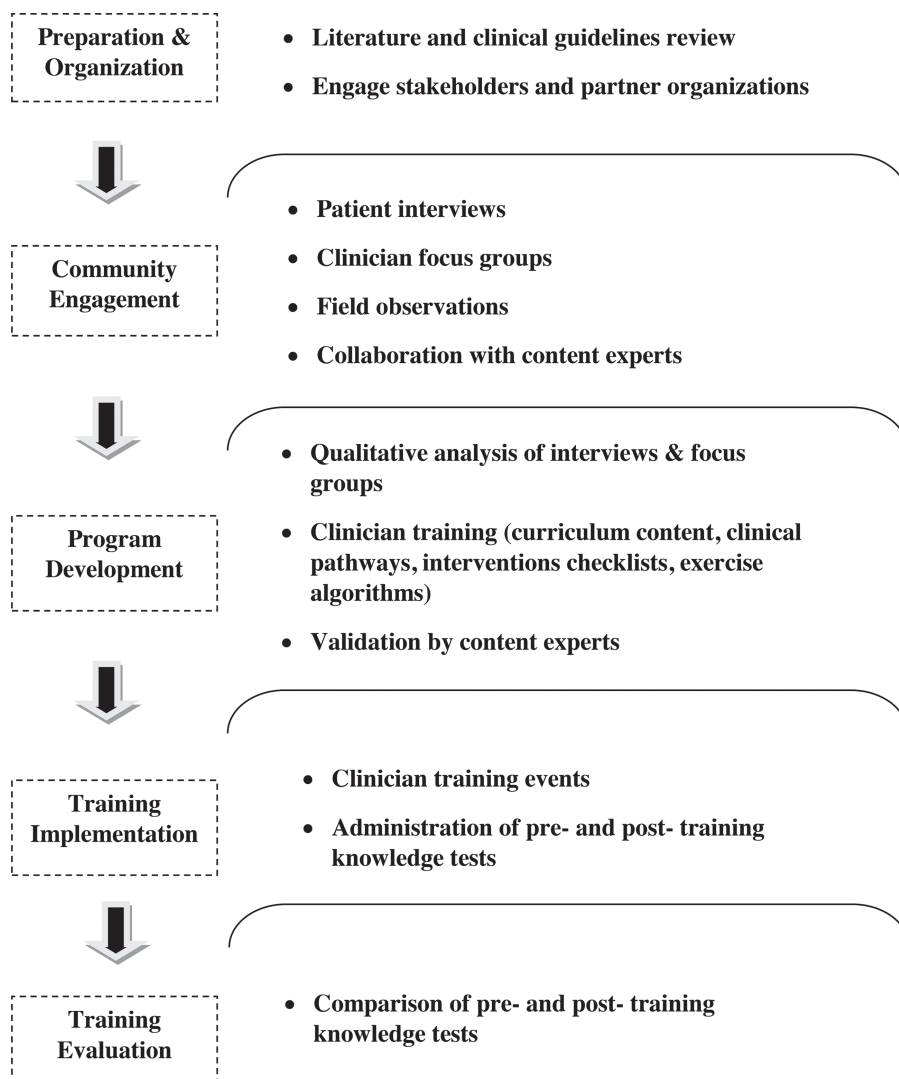 Preparation &
Organization
• Literature and clinical guidelines review
• Engage stakeholders and partner organizations
Community
Engagement
• Patient interviews
• Clinician focus groups
• Field observations
• Collaboration with content experts
Program
Development
• Qualitative analysis of interviews & focus
groups
• Clinician training (curriculum content, clinical
pathways, interventions checklists, exercise
algorithms)
• Validation by content experts
Training
Implementation
• Clinician training events
• Administration of pre- and post- training
knowledge tests
Training
Evaluation
• Comparison of pre- and post- training
knowledge tests